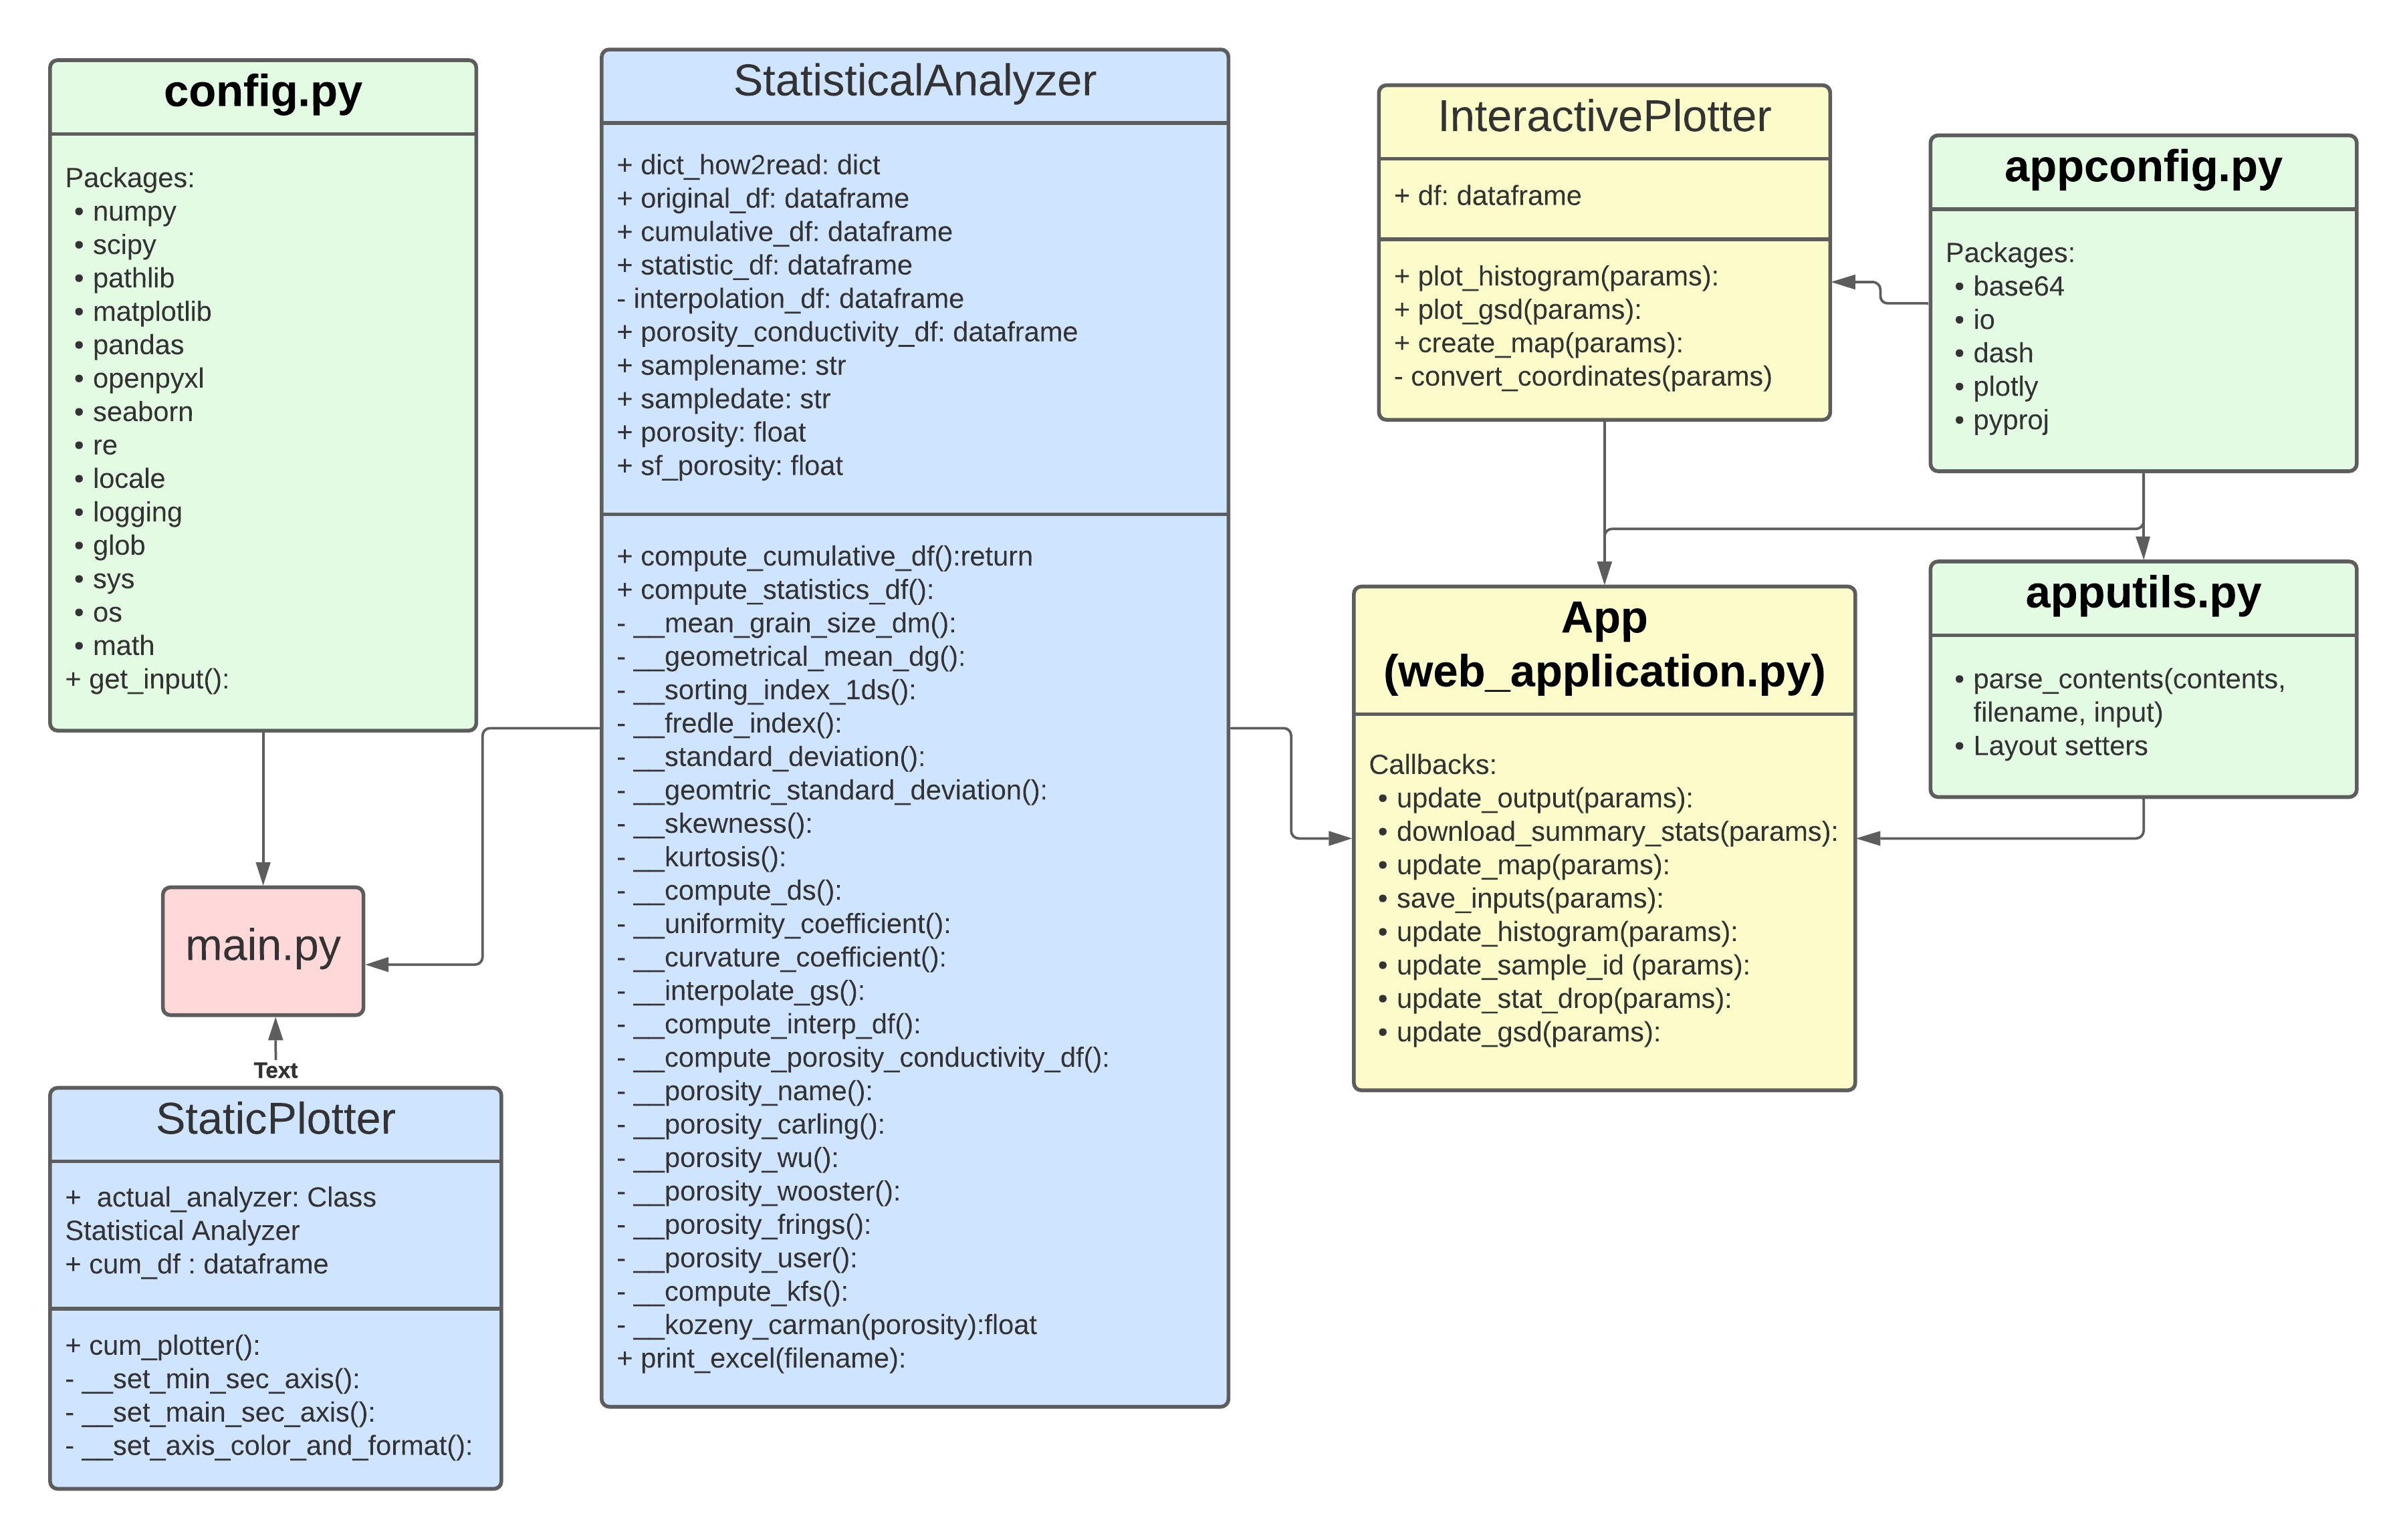 config.py
Packages:
• numpy
• scipy
• pathlib
• matplotlib
• pandas
• openpyxl
• seaborn
• re
• locale
• logging
• glob
• sys
• os
• math
+ get_input():
main.py
Text
StaticPlotter
+  actual_analyzer: Class
Statistical Analyzer
+ cum_df : dataframe
+ cum_plotter():
- __set_min_sec_axis():
- __set_main_sec_axis():
- __set_axis_color_and_format():
StatisticalAnalyzer
+ dict_how2read: dict
+ original_df: dataframe
+ cumulative_df: dataframe
+ statistic_df: dataframe
- interpolation_df: dataframe
+ porosity_conductivity_df: dataframe
+ samplename: str
+ sampledate: str
+ porosity: float
+ sf_porosity: float
+ compute_cumulative_df():return
+ compute_statistics_df():
- __mean_grain_size_dm():
- __geometrical_mean_dg():
- __sorting_index_1ds():
- __fredle_index():
- __standard_deviation():
- __geomtric_standard_deviation():
- __skewness():
- __kurtosis():
- __compute_ds():
- __uniformity_coefficient():
- __curvature_coefficient():
- __interpolate_gs():
- __compute_interp_df():
- __compute_porosity_conductivity_df():
- __porosity_name():
- __porosity_carling():
- __porosity_wu():
- __porosity_wooster():
- __porosity_frings():
- __porosity_user():
- __compute_kfs():
- __kozeny_carman(porosity):float
+ print_excel(filename):
InteractivePlotter
+ df: dataframe
+ plot_histogram(params):
+ plot_gsd(params):
+ create_map(params):
- convert_coordinates(params)
appconfig.py
Packages:
• base64
• io
• dash
• plotly
• pyproj
App
(web_application.py)
Callbacks:
• update_output(params):
• download_summary_stats(params):
• update_map(params):
• save_inputs(params):
• update_histogram(params):
• update_sample_id (params):
• update_stat_drop(params):
• update_gsd(params):
apputils.py
• parse_contents(contents,
filename, input)
• Layout setters